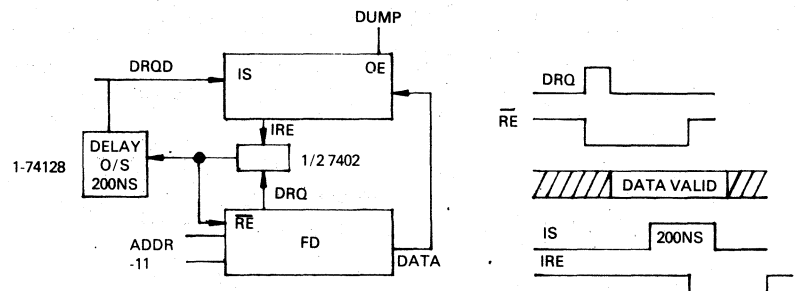 DUMP
DRQD
IS
OE
IRE
1-74128
DELAY
O/S
200NS
1/2 7402
DRQ
RE
FD
ADDR
-11
DATA
DRQ
RE
DATA VALID
IS
200NS
IRE